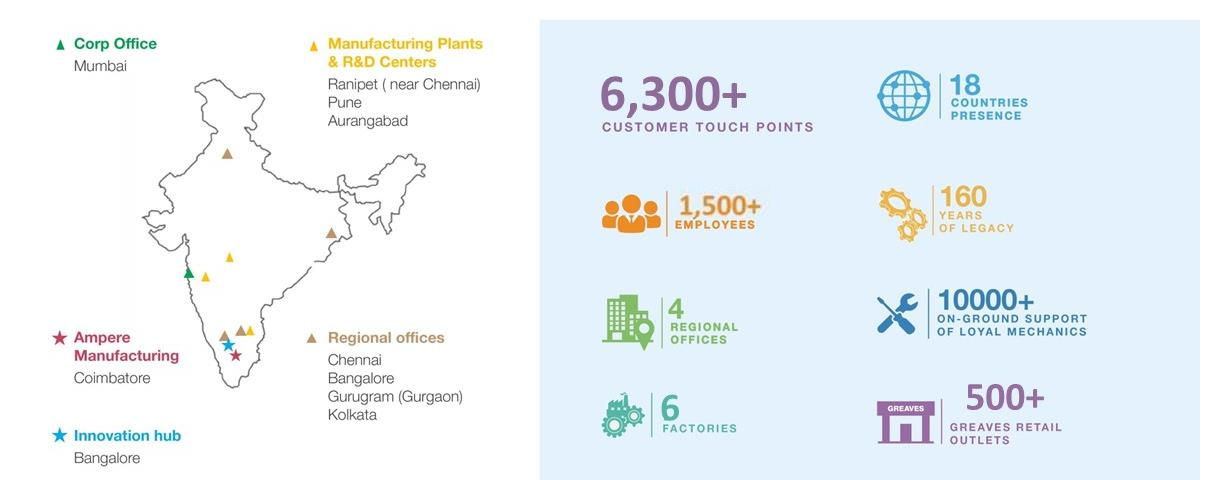 Corp Office
Mumbai
Manufacturing Plants
& R&D Centers
Ranipet ( near Chennai)
Pune
Aurangabad
Ampere
Manufacturing
Coimbatore
Regional offices
Chennai
Bangalore
Gurugram (Gurgaon)
Kolkata
Innovation hub
Bangalore
6,300+
CUSTOMER TOUCH POINTS
18
COUNTRIES
PRESENCE
1,500+
EMPLOYEES
160
YEARS
OF LEGACY
4
REGIONAL
OFFICES
10000+
ON-GROUND SUPPORT
OF LOYAL MECHANICS
6
FACTORIES
GREAVES
500+
GREAVES RETAIL
OUTLETS